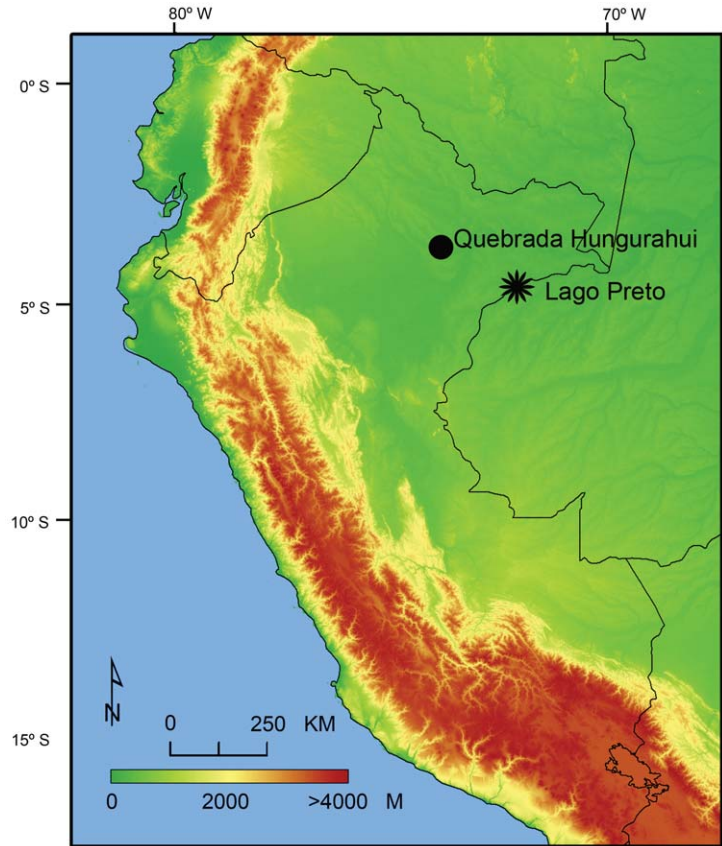 80º W 70º W
0º S
Quebrada Hungurahui
Lago Preto
5º S
10º S
15º S
N
0 250 KM
0 2000 >4000 M